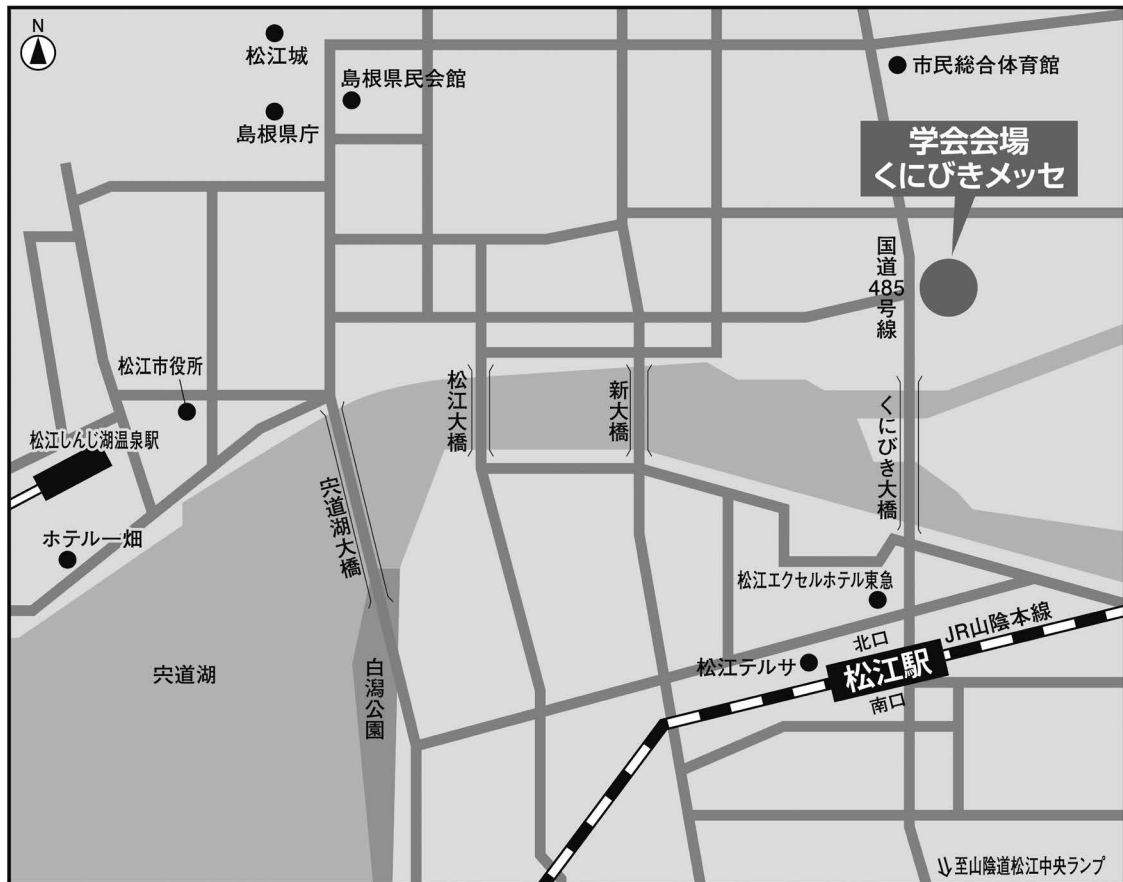 N
松江城
島根県民会館
島根県庁
市民総合体育館
学会会場
くにびきメッセ
国道485号線
松江市役所
松江大橋
新大橋
くにびき大橋
松江しんじ湖温泉駅
宍道湖大橋
ホテル一畑
松江エクセルホテル東急
北口
JR山陰本線
松江テルサ
松江駅
南口
宍道湖
白潟公園
至山陰道松江中央ランプ